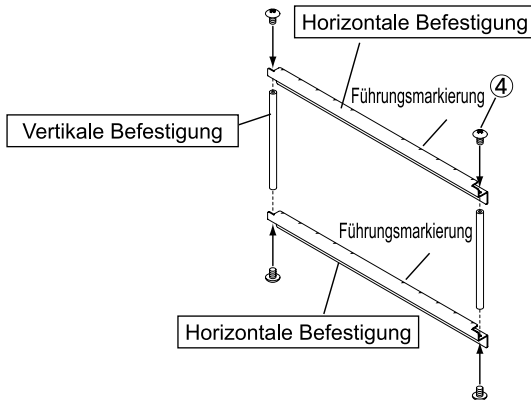 Horizontale Befestigung
Führungsmarkierung
④
Vertikale Befestigung
Führungsmarkierung
Horizontale Befestigung